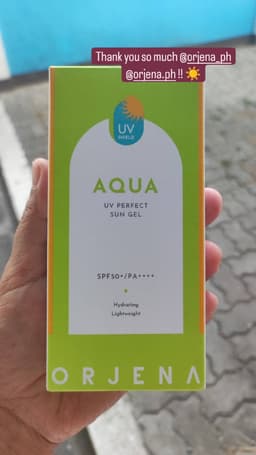 Thank you so much @orjena_ph
@orjena.ph !! ☀️
UV
SHIELD
AQUA
UV PERFECT
SUN GEL
SPF50+/PA++++
Hydrating
Lightweight
ORJENA